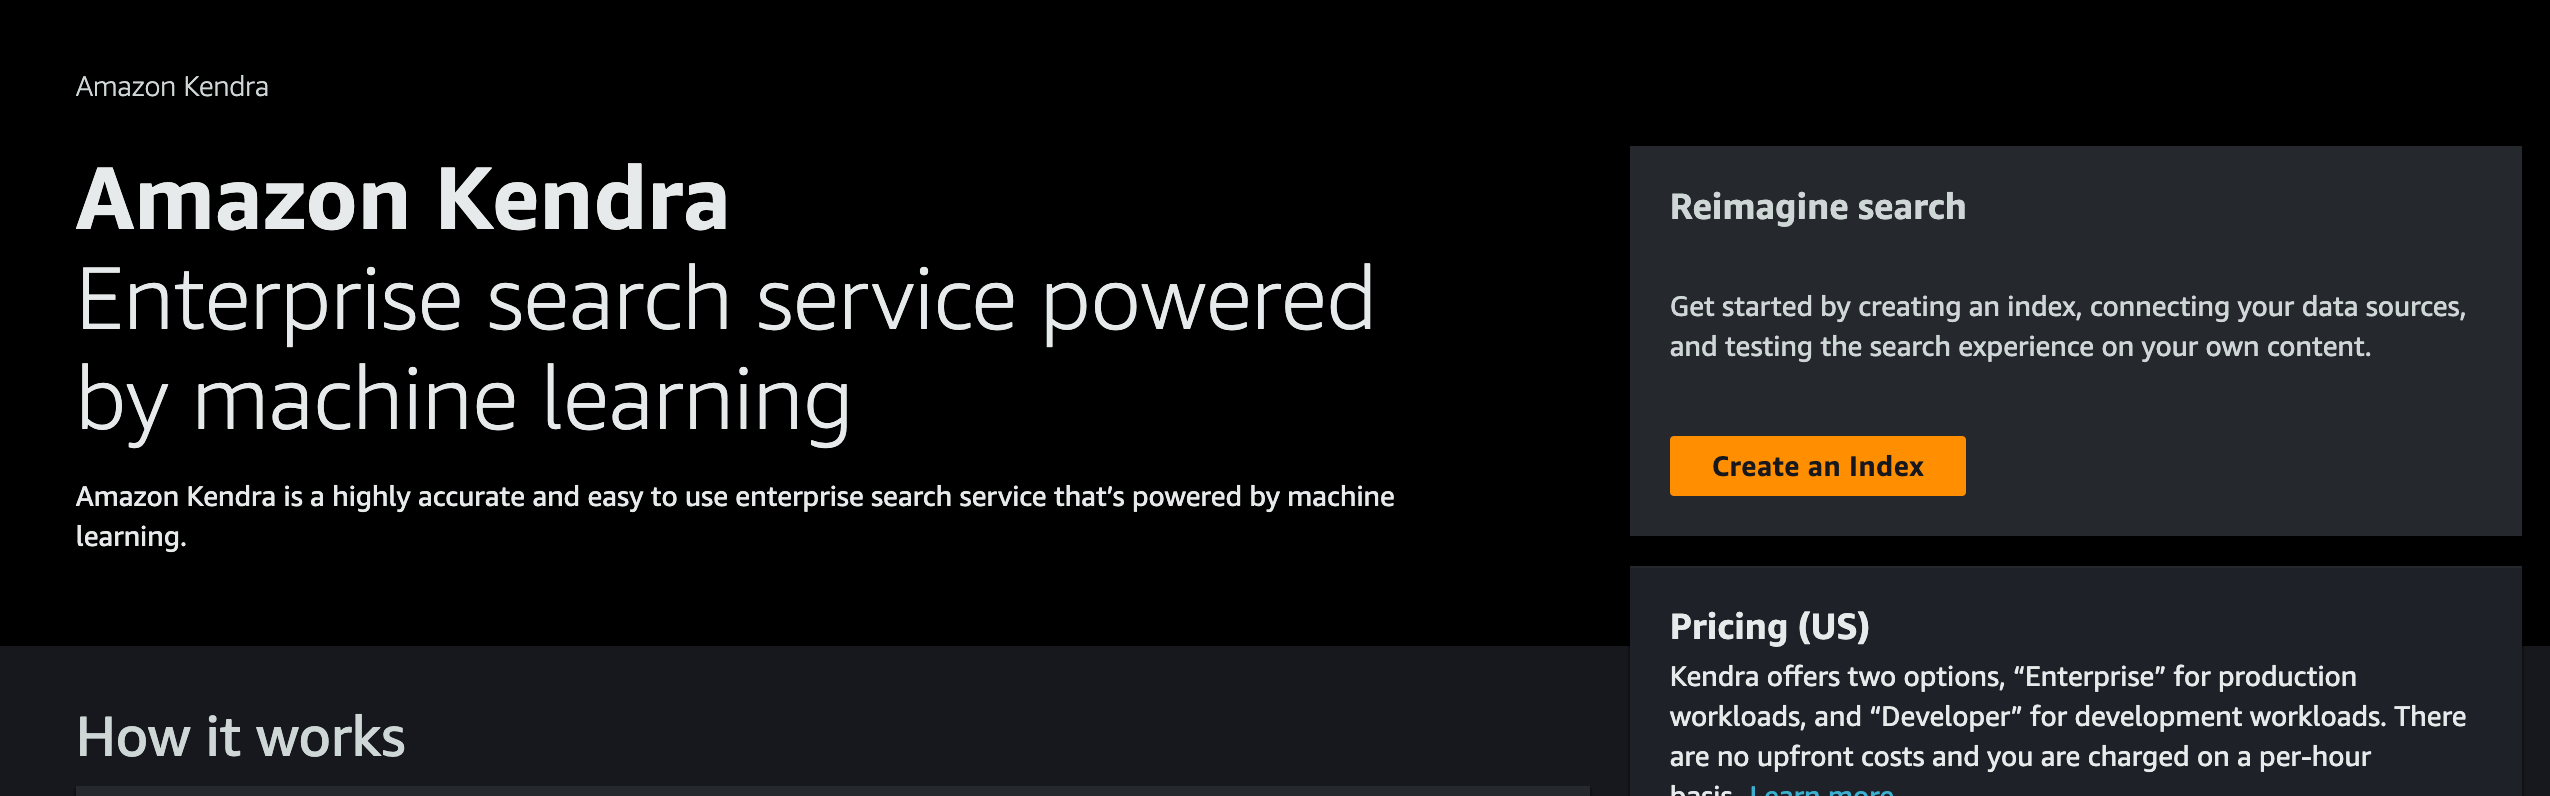 Amazon Kendra
Amazon Kendra
Enterprise search service powered
by machine learning
Amazon Kendra is a highly accurate and easy to use enterprise search service that’s powered by machine
learning.
Reimagine search
Get started by creating an index, connecting your data sources,
and testing the search experience on your own content.
Create an Index
Pricing (US)
Kendra offers two options, “Enterprise” for production
workloads, and “Developer” for development workloads. There
are no upfront costs and you are charged on a per-hour
basis. Learn more
How it works